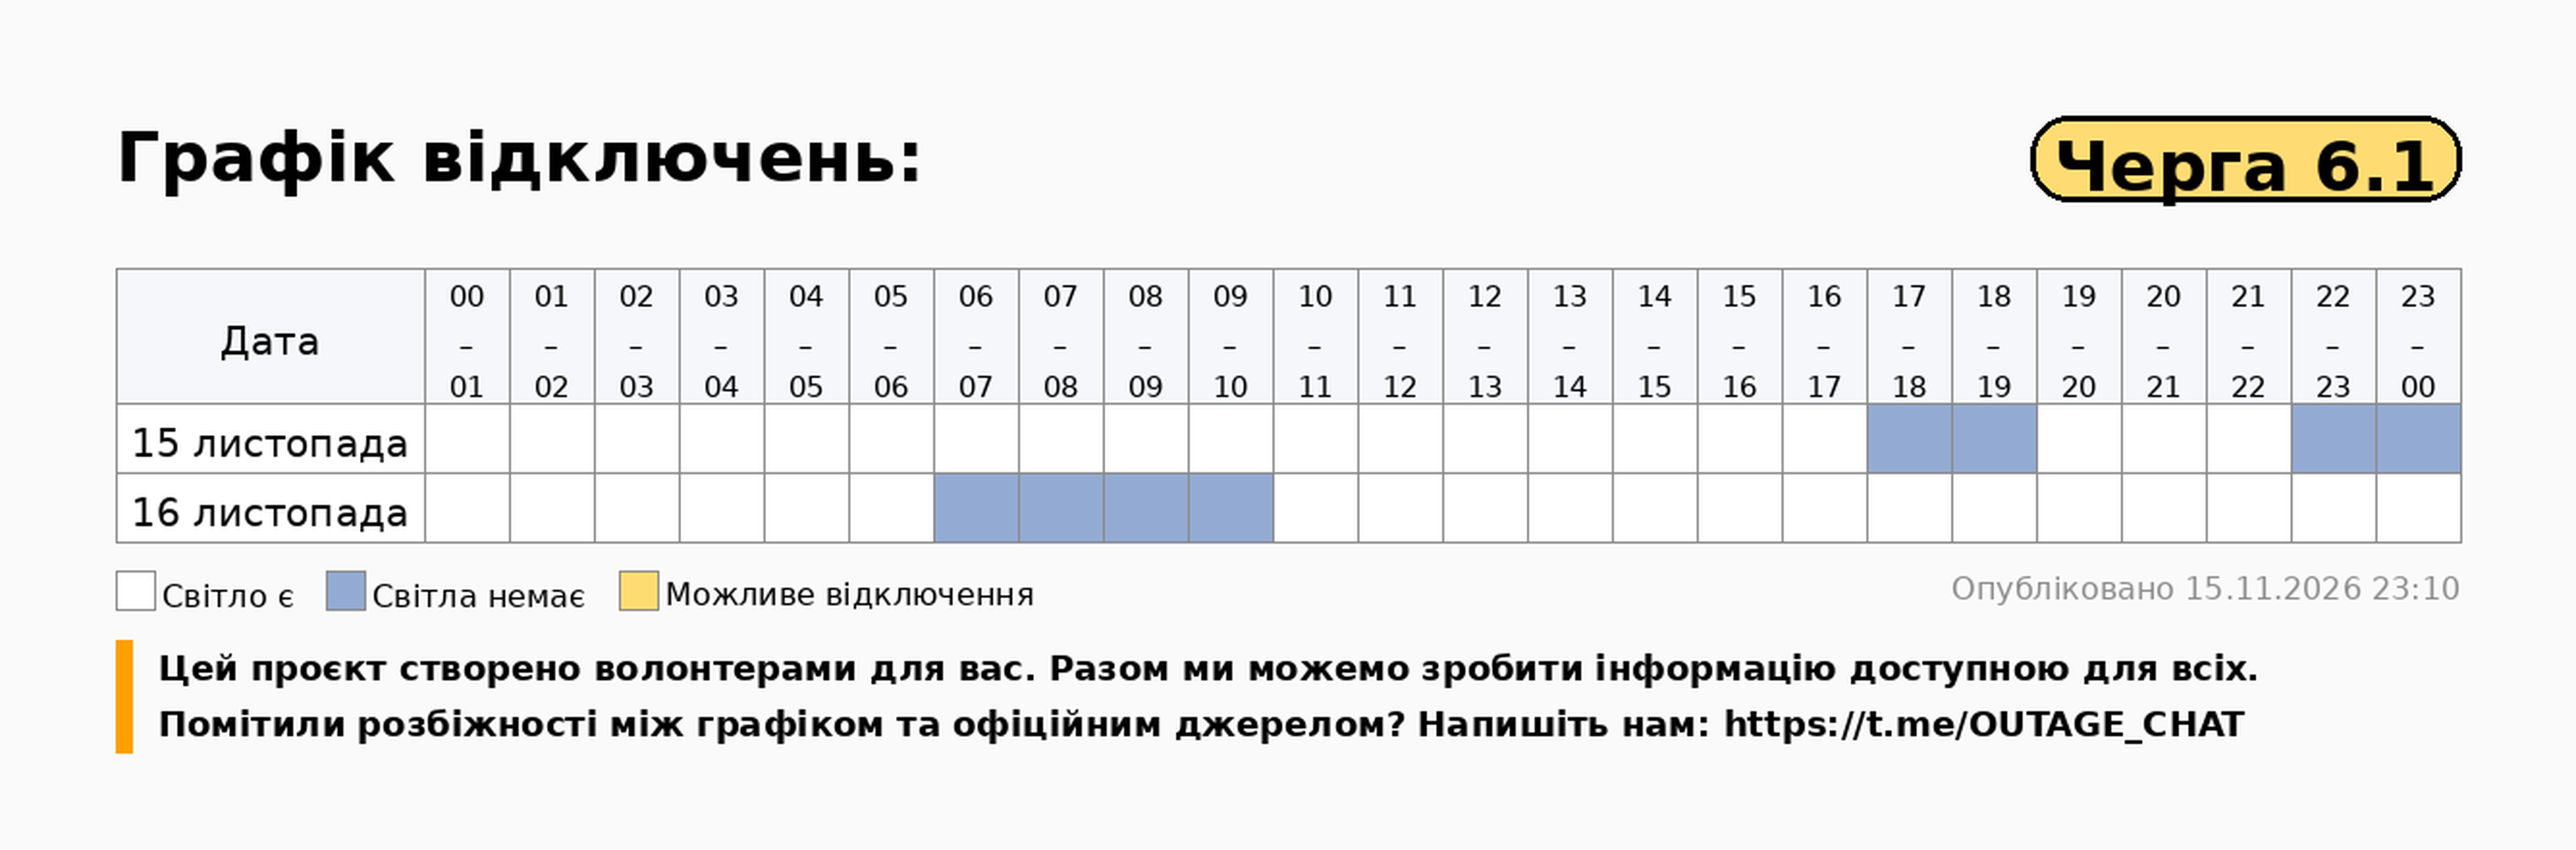 Графік відключень:
Черга 6.1
Дата 00 – 01 01 – 02 02 – 03 03 – 04 04 – 05 05 – 06 06 – 07 07 – 08 08 – 09 09 – 10 10 – 11 11 – 12 12 – 13 13 – 14 14 – 15 15 – 16 16 – 17 17 – 18 18 – 19 19 – 20 20 – 21 21 – 22 22 – 23 23 – 00
15 листопада
16 листопада
Світло є Світла немає Можливе відключення
Опубліковано 15.11.2026 23:10
Цей проєкт створено волонтерами для вас. Разом ми можемо зробити інформацію доступною для всіх.
Помітили розбіжності між графіком та офіційним джерелом? Напишіть нам: https://t.me/OUTAGE_CHAT